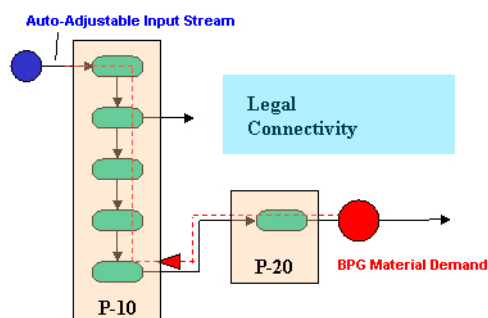 Auto-Adjustable Input Stream
Legal
Connectivity
P-20
BPG Material Demand
P-10